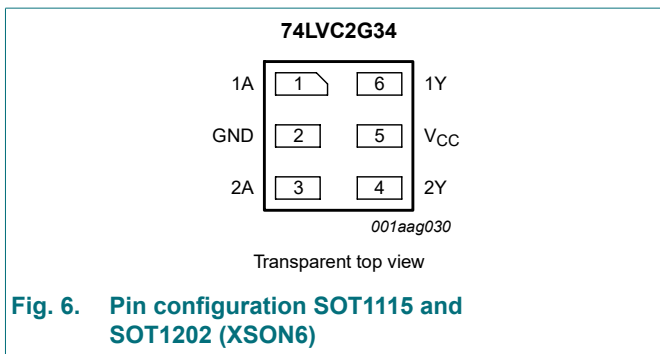 74LVC2G34
1A 1 6 1Y
GND 2 5 VCC
2A 3 4 2Y
001aag030
Transparent top view
Fig. 6. Pin configuration SOT1115 and
SOT1202 (XSON6)